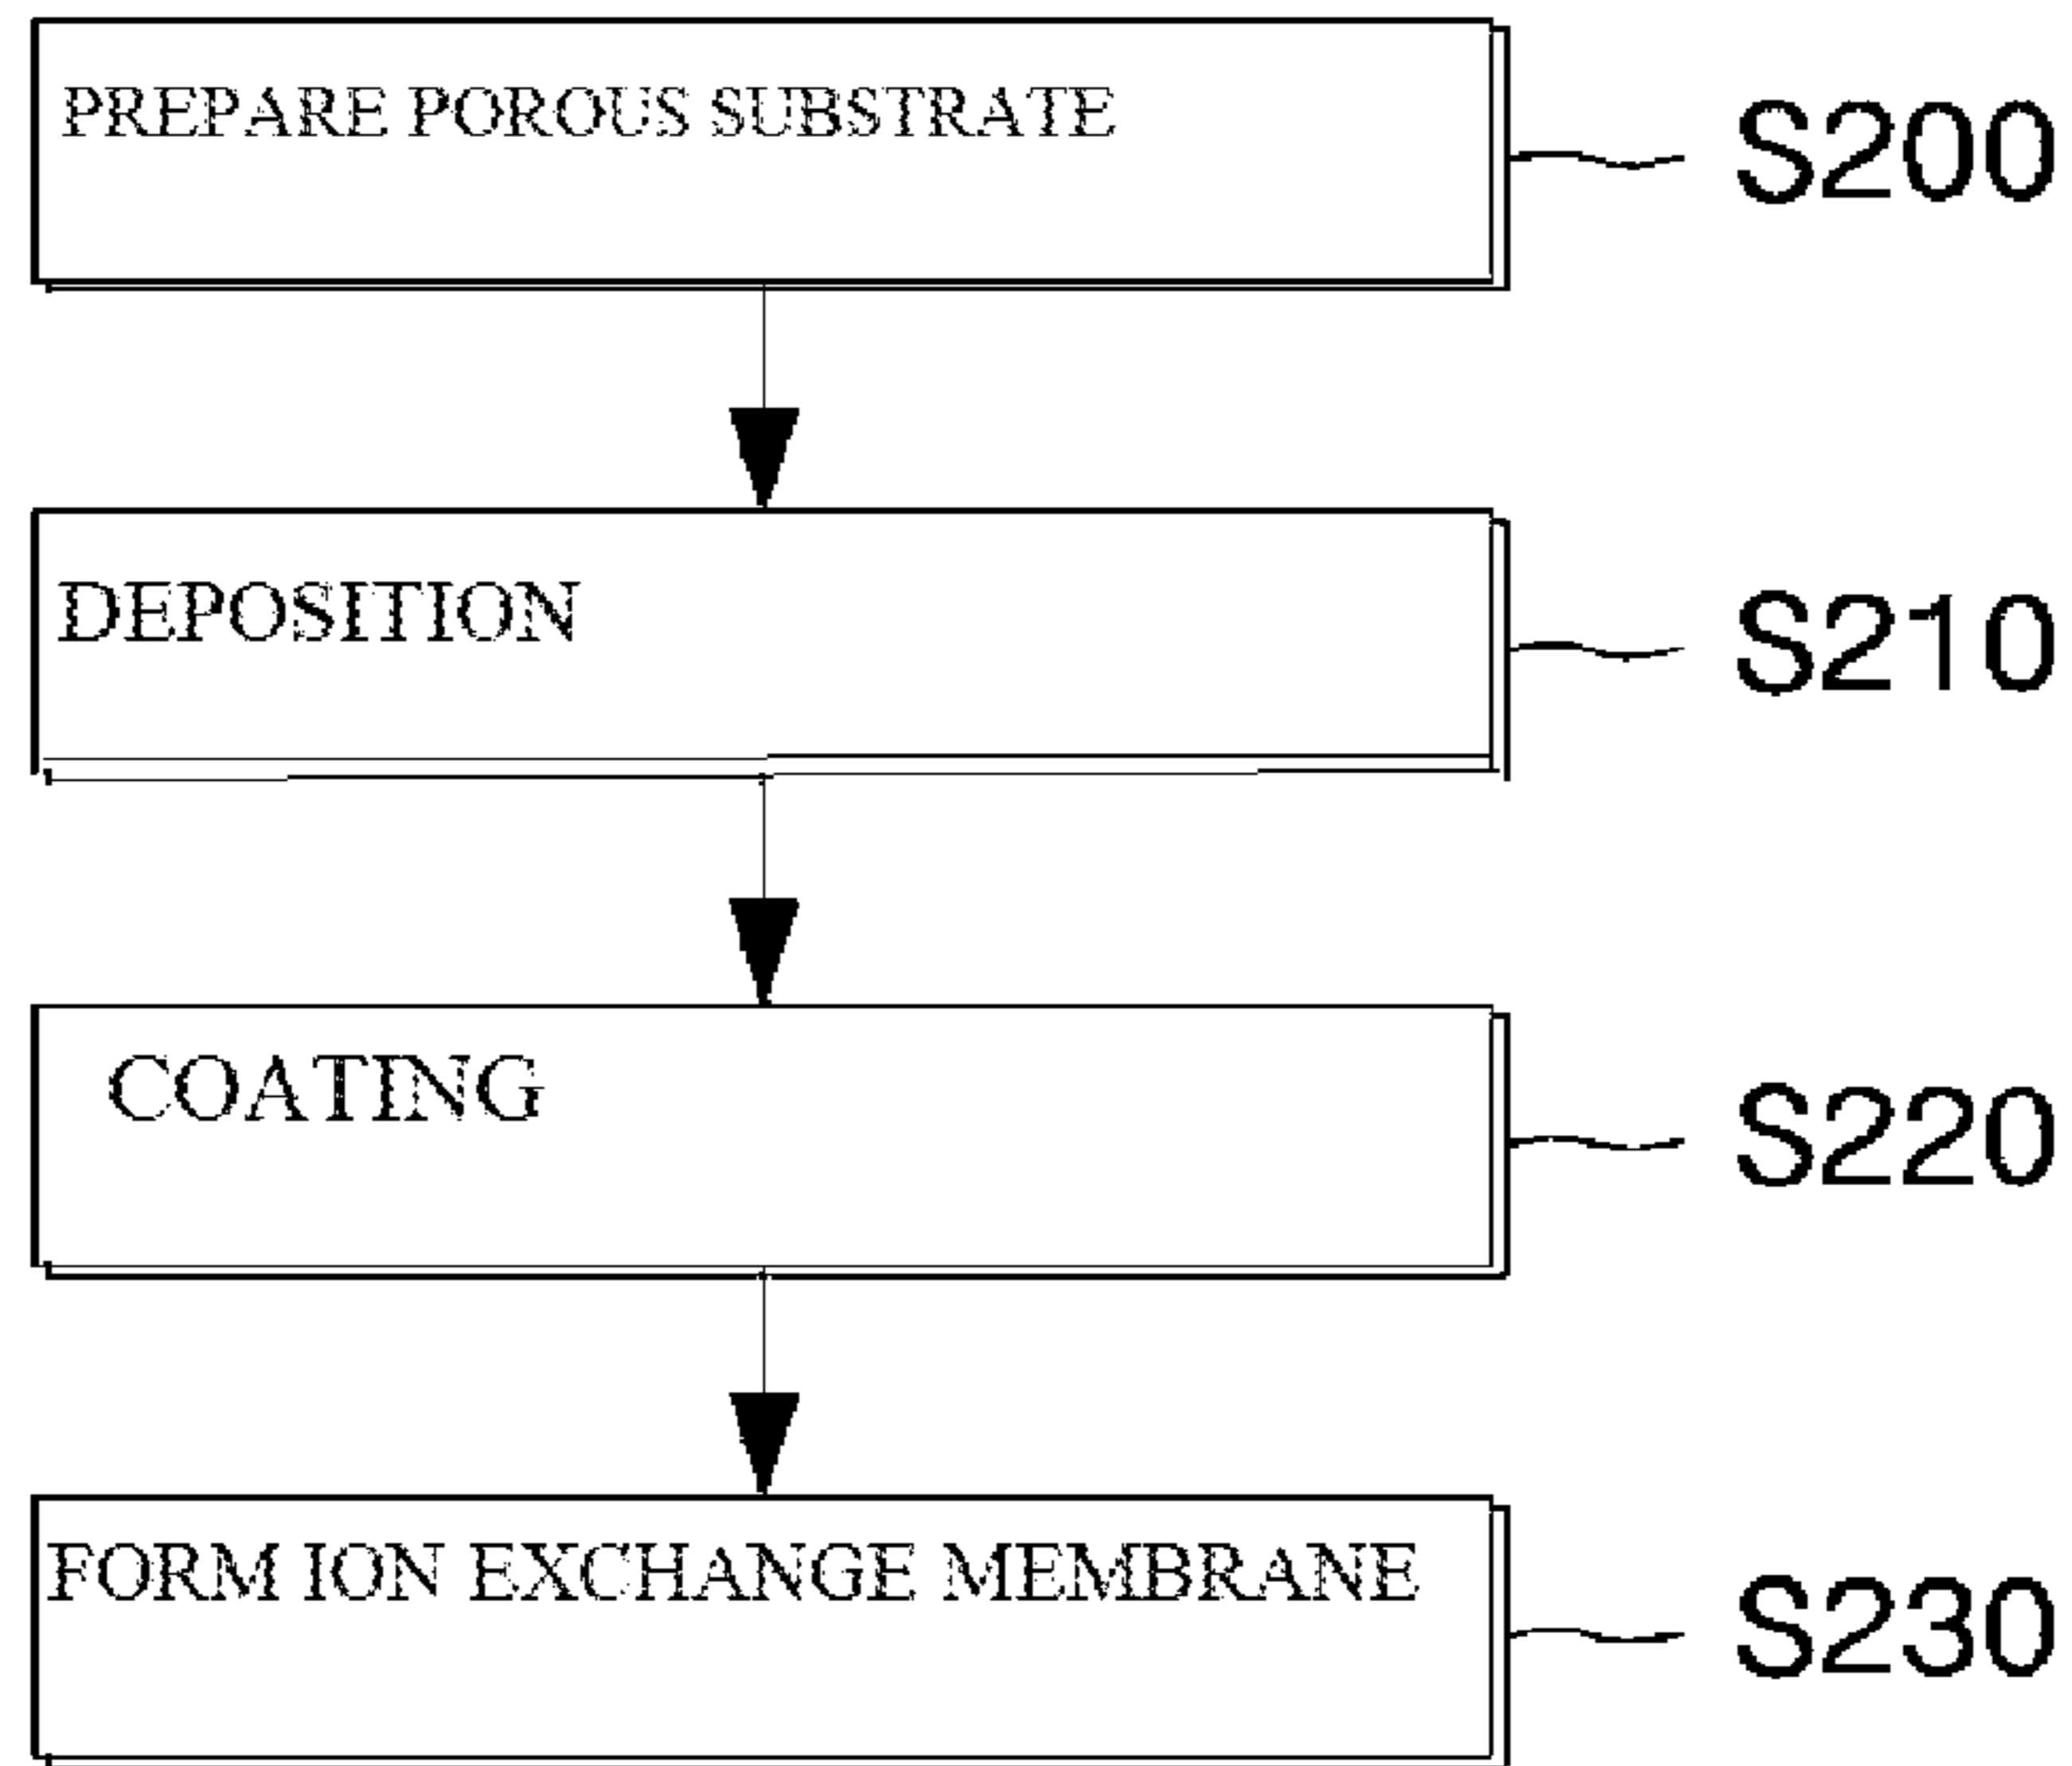 PREPARE POROUS SUBSTRATE
S200
DEPOSITION
S210
COATING
S220
FORM ION EXCHANGE MEMBRANE
S230